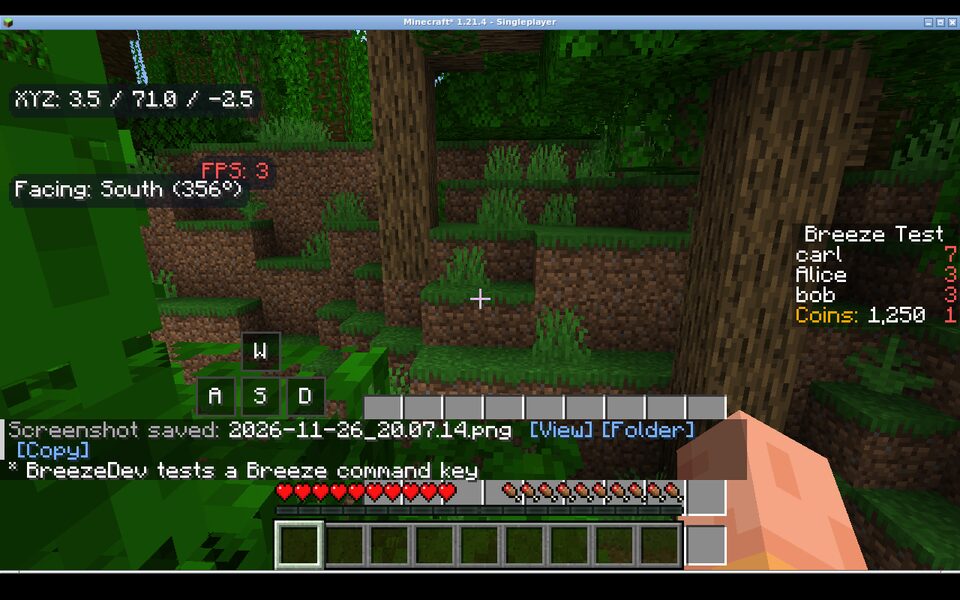 Minecraft* 1.21.4 - Singleplayer
XYZ: 3.5 / 71.0 / -2.5
FPS: 3
Facing: South (356º)
Breeze Test
carl 7
Alice 3
bob 3
Coins: 1,250 1
W
A S D
Screenshot saved: 2026-11-26_20.07.14.png [View] [Folder]
[Copy]
* BreezeDev tests a Breeze command key